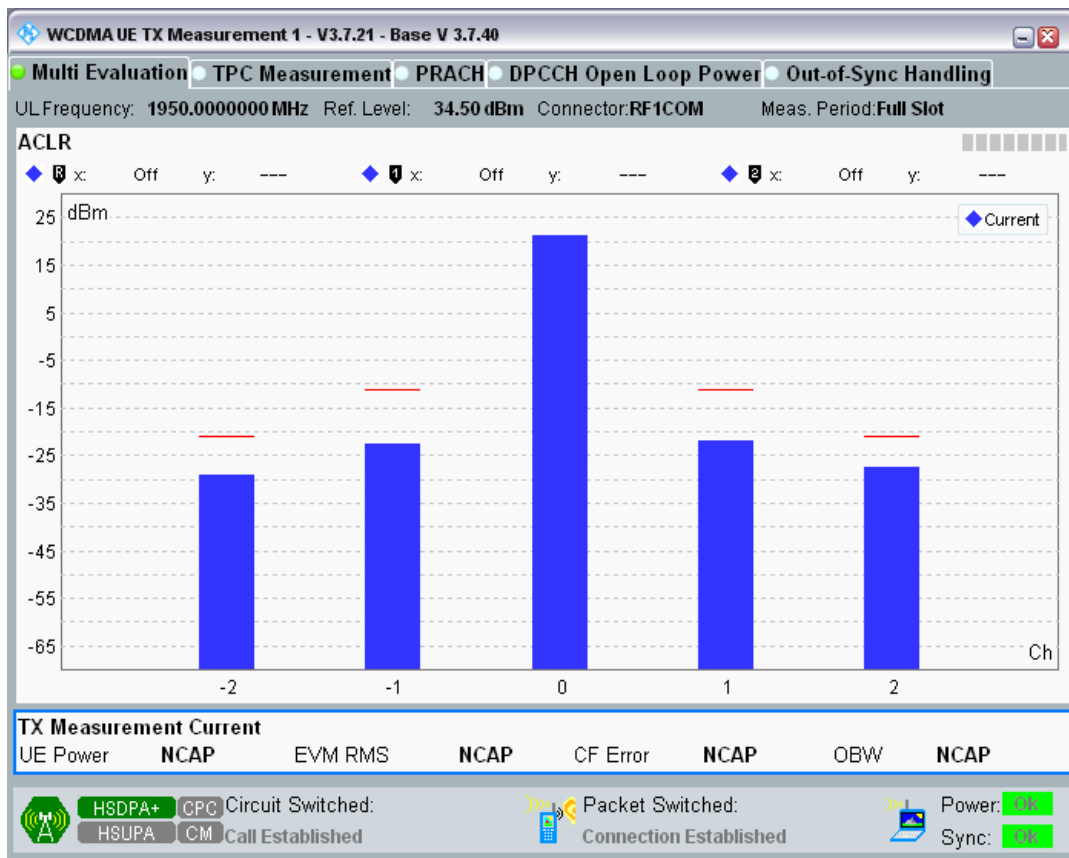 WCDMA UE TX Measurement 1 - V3.7.21 - Base V 3.7.40
Multi Evaluation TPC Measurement PRACH DPCCH Open Loop Power Out-of-Sync Handling
UL Frequency: 1950.0000000 MHz Ref. Level: 34.50 dBm Connector: RF1COM Meas. Period: Full Slot
ACLR
R x: Off y: --- 1 x: Off y: --- 2 x: Off y: ---
dBm
Current
25
15
5
-5
-15
-25
-35
-45
-55
-65
Ch
-2 -1 0 1 2
TX Measurement Current
UE Power NCAP EVM RMS NCAP CF Error NCAP OBW NCAP
HSDPA+ CPC Circuit Switched: Packet Switched: Power: Ok
HSUPA CM Call Established Connection Established Sync: Ok